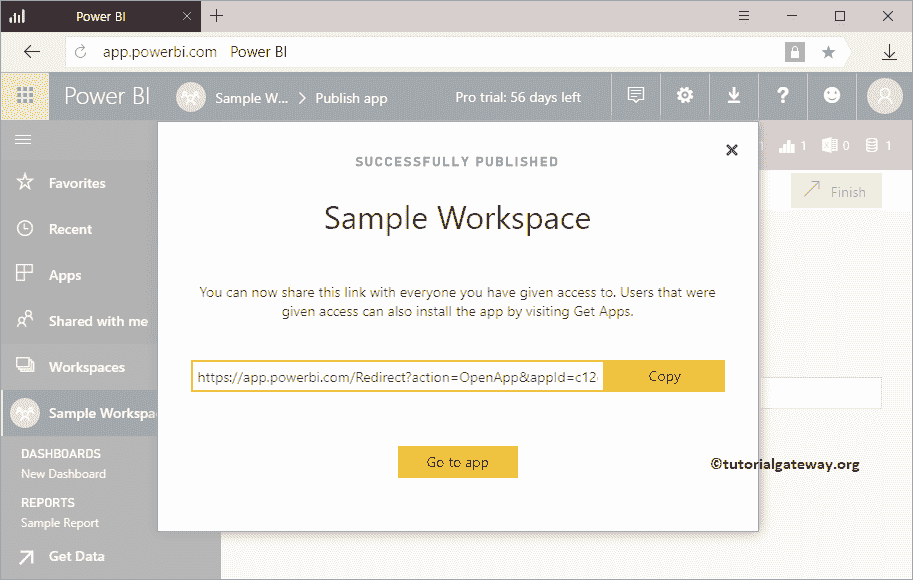 Power BI
app.powerbi.com Power BI
Power BI Sample W... Publish app Pro trial: 56 days left
1 0 1
SUCCESSFULLY PUBLISHED
Finish
Sample Workspace
Favorites
Recent
Apps
Shared with me
Workspaces
Sample Workspa
DASHBOARDS
New Dashboard
REPORTS
Sample Report
Get Data
You can now share this link with everyone you have given access to. Users that were
given access can also install the app by visiting Get Apps.
https://app.powerbi.com/Redirect?action=OpenApp&appId=c12 Copy
Go to app
©tutorialgateway.org